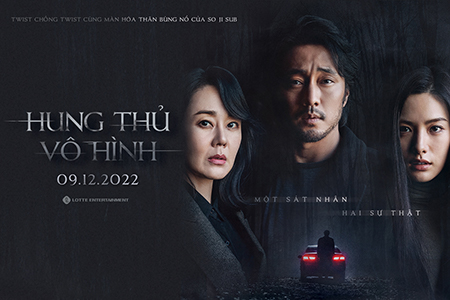 TWIST CHỒNG TWIST CÙNG MÀN HÓA THÂN BÙNG NỔ CỦA SO JI SUB
HUNG THỦ
VÔ HÌNH
09.12.2022
LOTTE ENTERTAINMENT
MỘT SÁT NHÂN
HAI SỰ THẬT